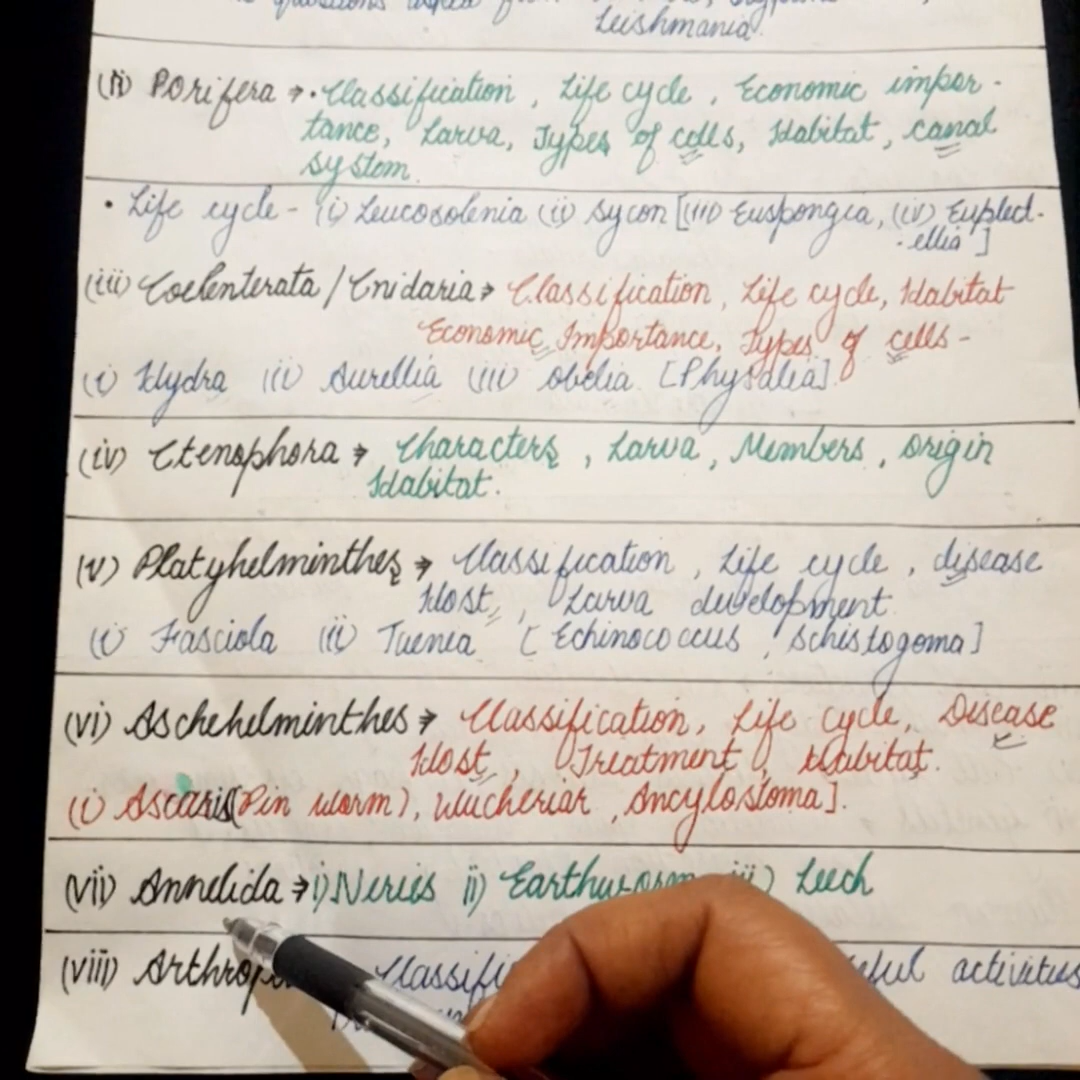 Leishmania.
(ii) Porifera → • Classification, Life cycle, Economic impor-
tance, Larva, Types of cells, Habitat, canal
system.
• Life cycle - (i) Leucosolenia (ii) Sycon [(iii) Euspongia, (iv) Euplect-
-ellia]
(iii) Coelenterata / Cnidaria → Classification, Life cycle, Habitat
Economic Importance, Types of cells -
(i) Hydra (ii) Aurellia (iii) Obelia [Physalia].
(iv) Ctenophora → Characters, Larva, Members, origin
Habitat.
(v) Platyhelminthes → Classification, Life cycle, disease
Host, Larva development
(i) Fasciola (ii) Taenea [Echinococcus, Schistogoma]
(vi) Aschehelminthes → Classification, Life cycle, Disease
Host, Treatment, Habitat.
(i) Ascaris (Pin worm), Wucheriar, Ancylostoma].
(vii) Annelida → i) Neries ii) Earthworm iii) Leech
(viii) activities